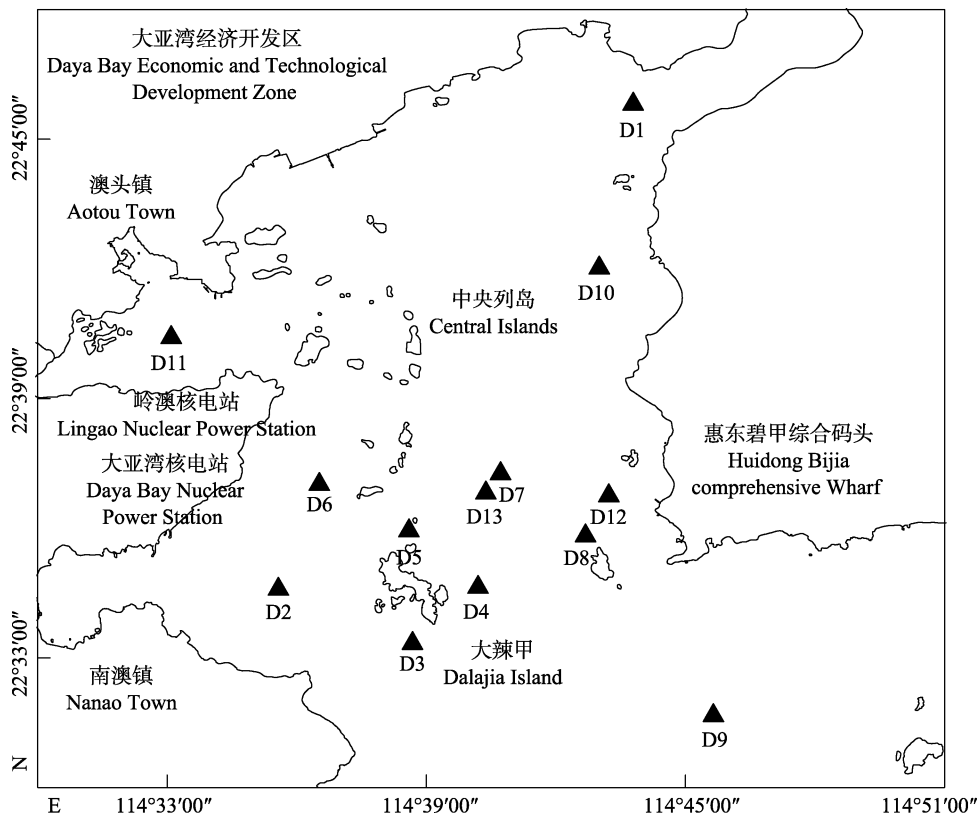 大亚湾经济开发区
Daya Bay Economic and Technological
Development Zone
D1
22°45′00″
澳头镇
Aotou Town
D10
中央列岛
Central Islands
D11
22°39′00″
岭澳核电站
Lingao Nuclear Power Station
大亚湾核电站
Daya Bay Nuclear
Power Station
惠东碧甲综合码头
Huidong Bijia
comprehensive Wharf
D6
D7
D13
D12
D5
D8
D2
D4
D3
22°33′00″
大辣甲
Dalajia Island
南澳镇
Nanao Town
D9
N
E
114°33′00″
114°39′00″
114°45′00″
114°51′00″